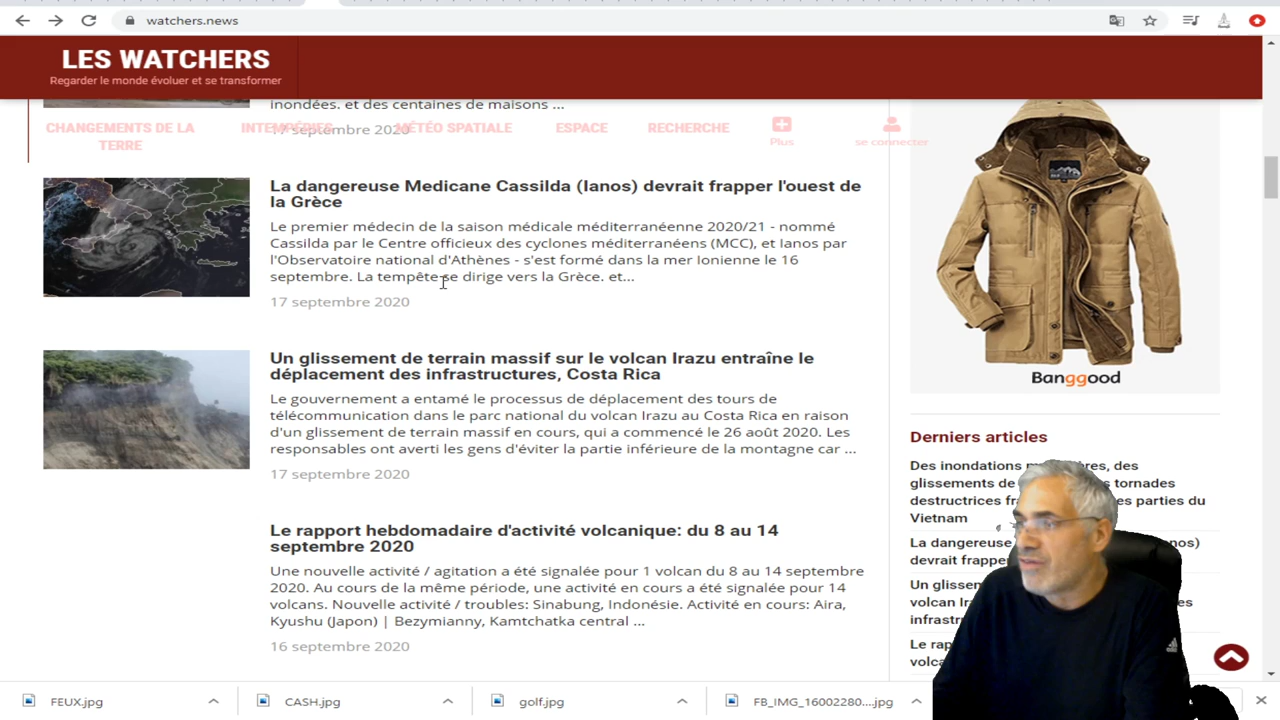 watchers.news
LES WATCHERS
Regarder le monde évoluer et se transformer
inondées. et des centaines de maisons ...
17 septembre 2020
CHANGEMENTS DE LA
TERRE
INTEMPÉRIES
MÉTÉO SPATIALE
ESPACE
RECHERCHE
Plus
se connecter
La dangereuse Medicane Cassilda (Ianos) devrait frapper l'ouest de
la Grèce
Le premier médecin de la saison médicale méditerranéenne 2020/21 - nommé
Cassilda par le Centre officieux des cyclones méditerranéens (MCC), et Ianos par
l'Observatoire national d'Athènes - s'est formé dans la mer Ionienne le 16
septembre. La tempête se dirige vers la Grèce. et...
17 septembre 2020
Un glissement de terrain massif sur le volcan Irazu entraîne le
déplacement des infrastructures, Costa Rica
Le gouvernement a entamé le processus de déplacement des tours de
télécommunication dans le parc national du volcan Irazu au Costa Rica en raison
d'un glissement de terrain massif en cours, qui a commencé le 26 août 2020. Les
responsables ont averti les gens d'éviter la partie inférieure de la montagne car ...
17 septembre 2020
Le rapport hebdomadaire d'activité volcanique: du 8 au 14
septembre 2020
Une nouvelle activité / agitation a été signalée pour 1 volcan du 8 au 14 septembre
2020. Au cours de la même période, une activité en cours a été signalée pour 14
volcans. Nouvelle activité / troubles: Sinabung, Indonésie. Activité en cours: Aira,
Kyushu (Japon) | Bezymianny, Kamtchatka central ...
16 septembre 2020
Banggood
Derniers articles
Des inondations
glissements de tornades
destructrices parties du
Vietnam
La dangereuse
devrait frapper
Un glissement
volcan
Le
FEUX.jpg
CASH.jpg
golf.jpg
FB_IMG_16002280....jpg